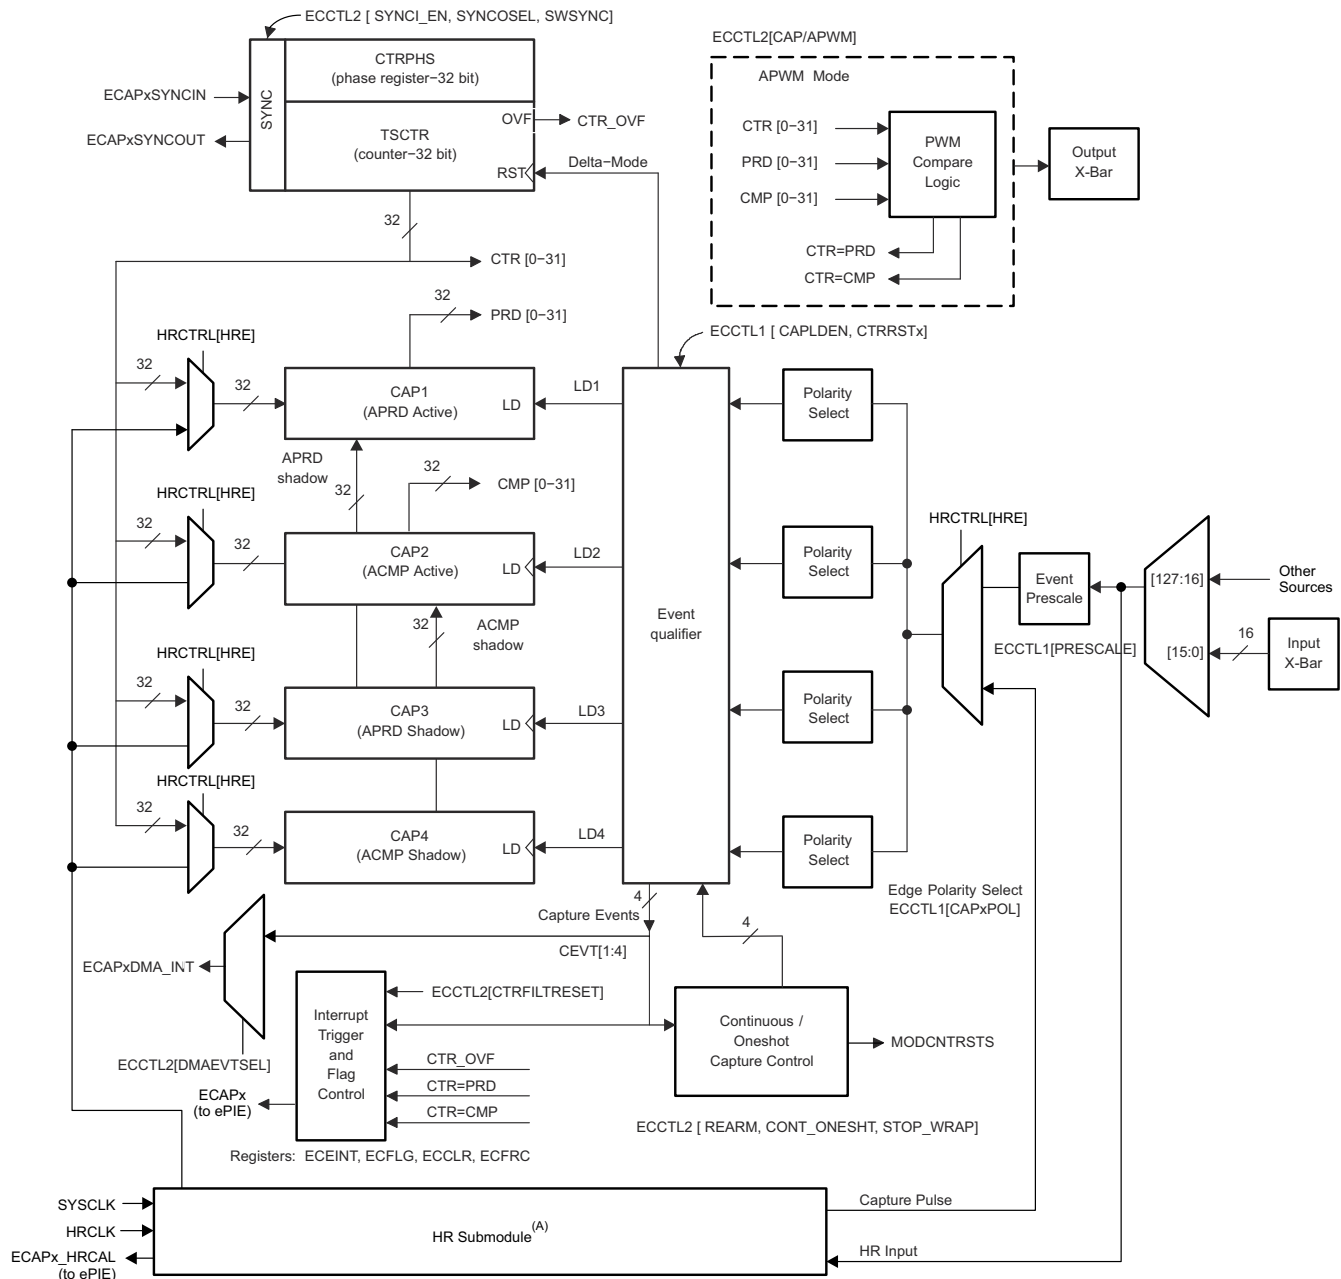 ECCTL2 [ SYNCI_EN, SYNCOSEL, SWSYNC]
SYNC
CTRPHS
(phase register−32 bit)
ECAPxSYNCIN
ECAPxSYNCOUT
TSCTR
(counter−32 bit)
OVF
CTR_OVF
RST
Delta−Mode
ECCTL2[CAP/APWM]
APWM Mode
CTR [0−31]
PRD [0−31]
CMP [0−31]
PWM
Compare
Logic
Output
X-Bar
CTR=PRD
CTR=CMP
32
CTR [0−31]
32
PRD [0−31]
ECCTL1 [ CAPLDEN, CTRRSTx]
HRCTRL[HRE]
32
32
CAP1
(APRD Active)
LD
LD1
Polarity
Select
APRD
shadow
32
32
CMP [0−31]
HRCTRL[HRE]
32
32
CAP2
(ACMP Active)
LD
LD2
Polarity
Select
HRCTRL[HRE]
Event
Prescale
ECCTL1[PRESCALE]
[127:16]
Other
Sources
[15:0]
16
Input
X-Bar
Event
qualifier
32
ACMP
shadow
HRCTRL[HRE]
32
32
CAP3
(APRD Shadow)
LD
LD3
Polarity
Select
HRCTRL[HRE]
32
32
CAP4
(ACMP Shadow)
LD
LD4
Polarity
Select
Edge Polarity Select
ECCTL1[CAPxPOL]
4
Capture Events
CEVT[1:4]
4
ECAPxDMA_INT
ECCTL2[DMAEVTSEL]
Interrupt
Trigger
and
Flag
Control
ECCTL2[CTRFILTRESET]
CTR_OVF
CTR=PRD
CTR=CMP
ECAPx
(to ePIE)
Continuous /
Oneshot
Capture Control
MODCNTRSTS
ECCTL2 [ REARM, CONT_ONESHT, STOP_WRAP]
Registers: ECEINT, ECFLG, ECCLR, ECFRC
SYSCLK
HRCLK
ECAPx_HRCAL
(to ePIE)
HR Submodule(A)
Capture Pulse
HR Input